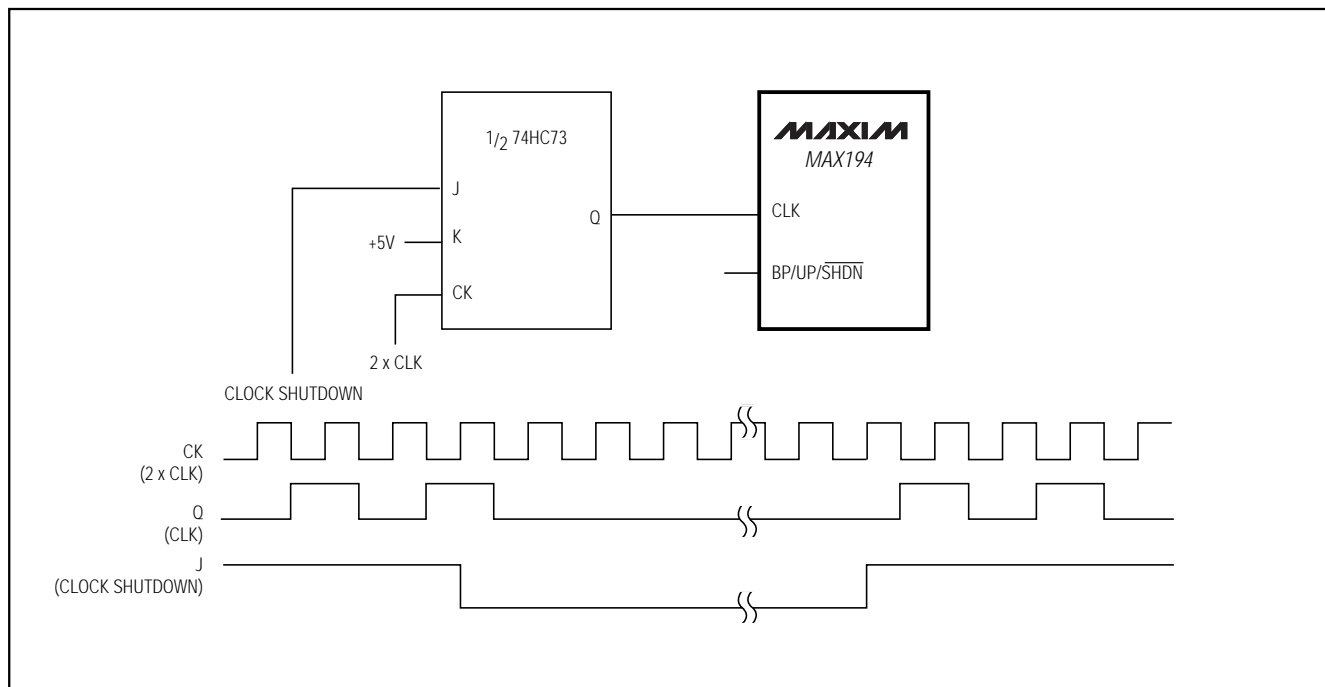 1/2 74HC73
MAXIM
MAX194
J
Q
CLK
+5V
K
BP/UP/SHDN
CK
2 x CLK
CLOCK SHUTDOWN
CK
(2 x CLK)
Q
(CLK)
J
(CLOCK SHUTDOWN)